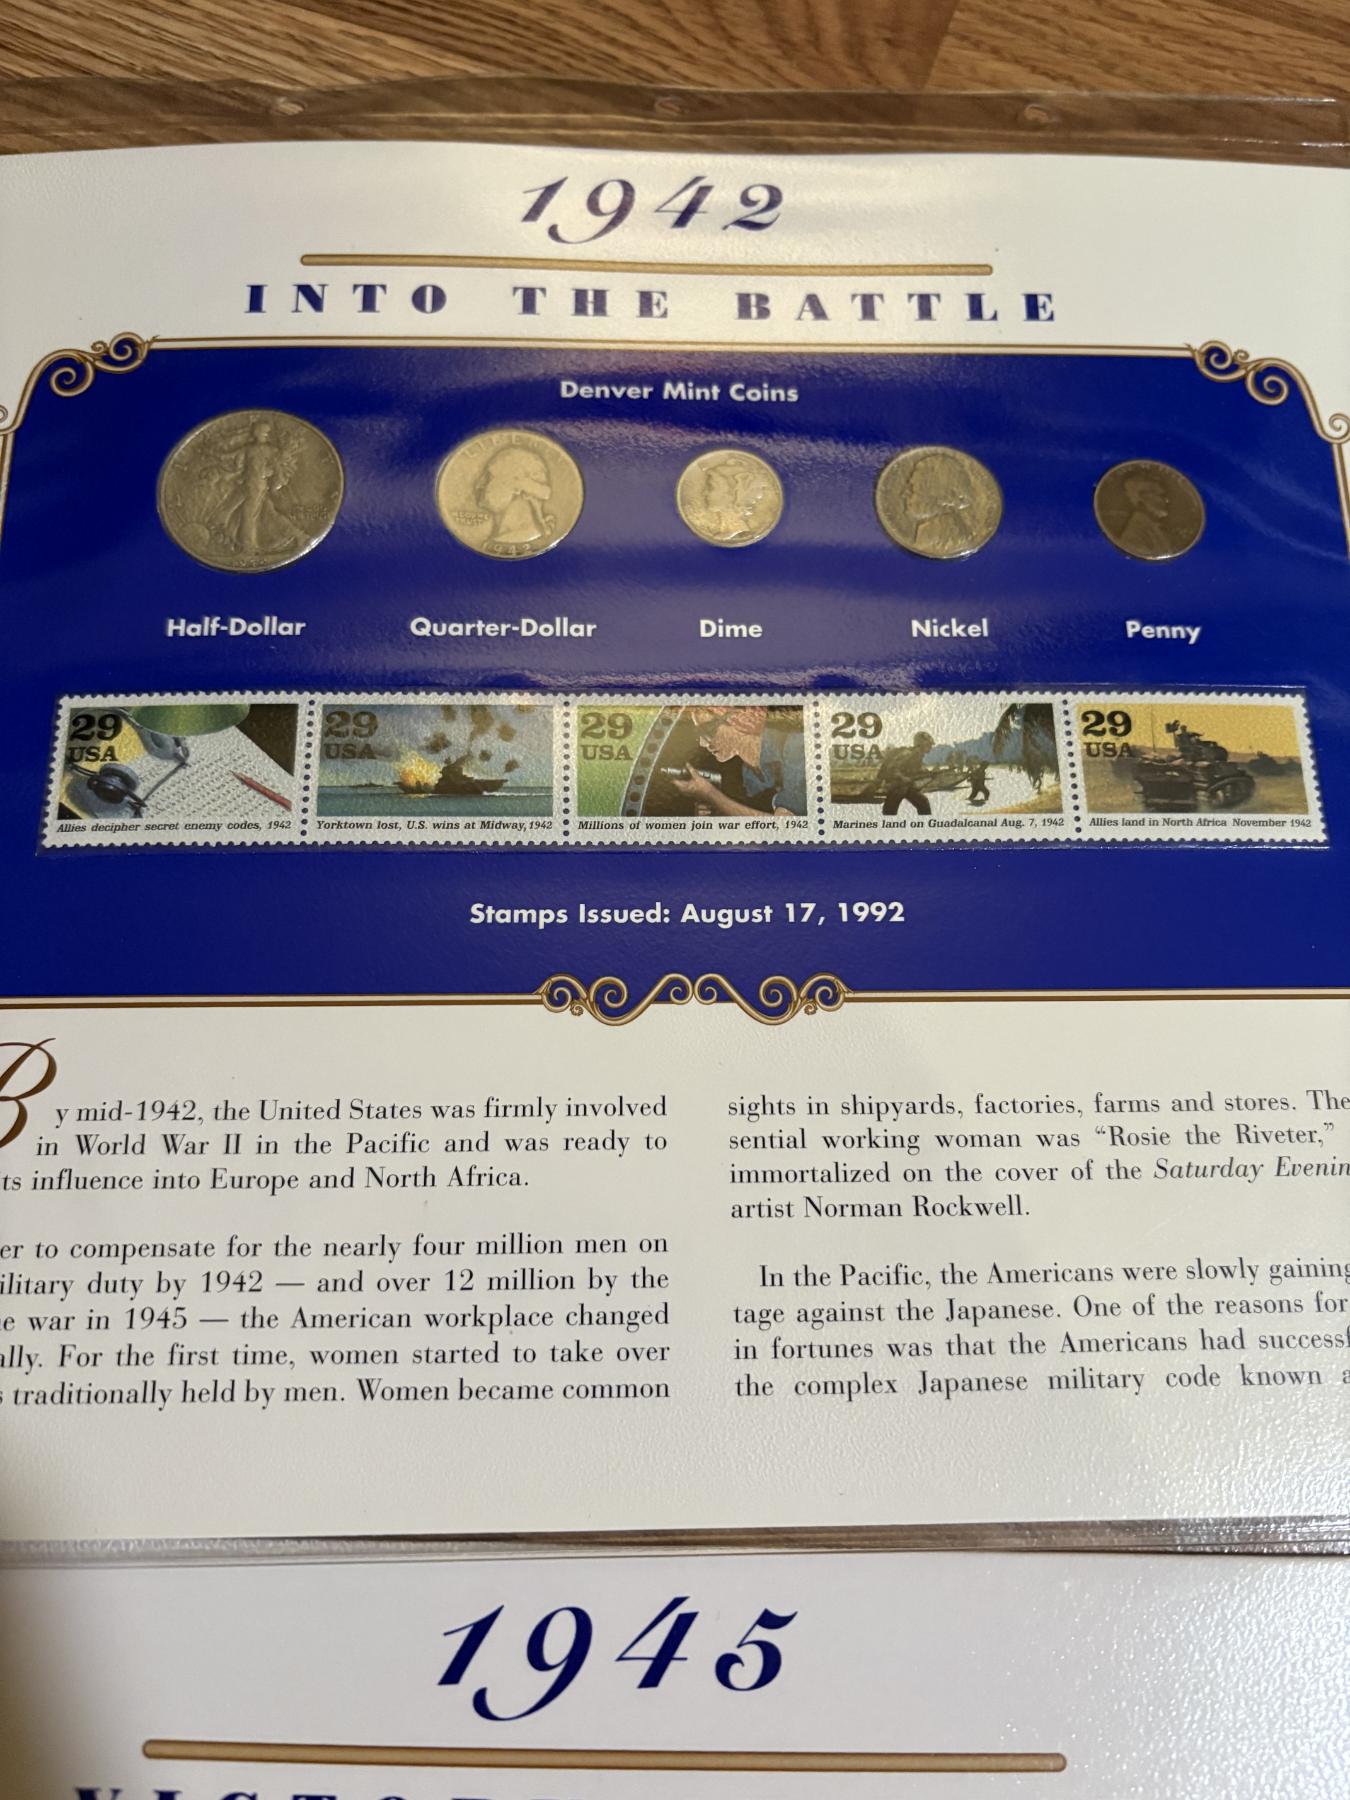 1942
INTO THE BATTLE
Denver Mint Coins
1942
Half-Dollar
Quarter-Dollar
Dime
Nickel
Penny
29
USA
Allies decipher secret enemy codes, 1942
29
USA
Yorktown lost, U.S. wins at Midway, 1942
29
USA
Millions of women join war effort, 1942
29
USA
Marines land on Guadalcanal Aug. 7, 1942
29
USA
Allies land in North Africa November 1942
Stamps Issued: August 17, 1992
By mid-1942, the United States was firmly involved
in World War II in the Pacific and was ready to
ts influence into Europe and North Africa.
er to compensate for the nearly four million men on
ilitary duty by 1942 — and over 12 million by the
e war in 1945 — the American workplace changed
ally. For the first time, women started to take over
s traditionally held by men. Women became common
sights in shipyards, factories, farms and stores. The
sential working woman was “Rosie the Riveter,”
immortalized on the cover of the Saturday Evenin
artist Norman Rockwell.
In the Pacific, the Americans were slowly gaining
tage against the Japanese. One of the reasons for
in fortunes was that the Americans had successf
the complex Japanese military code known a
1945